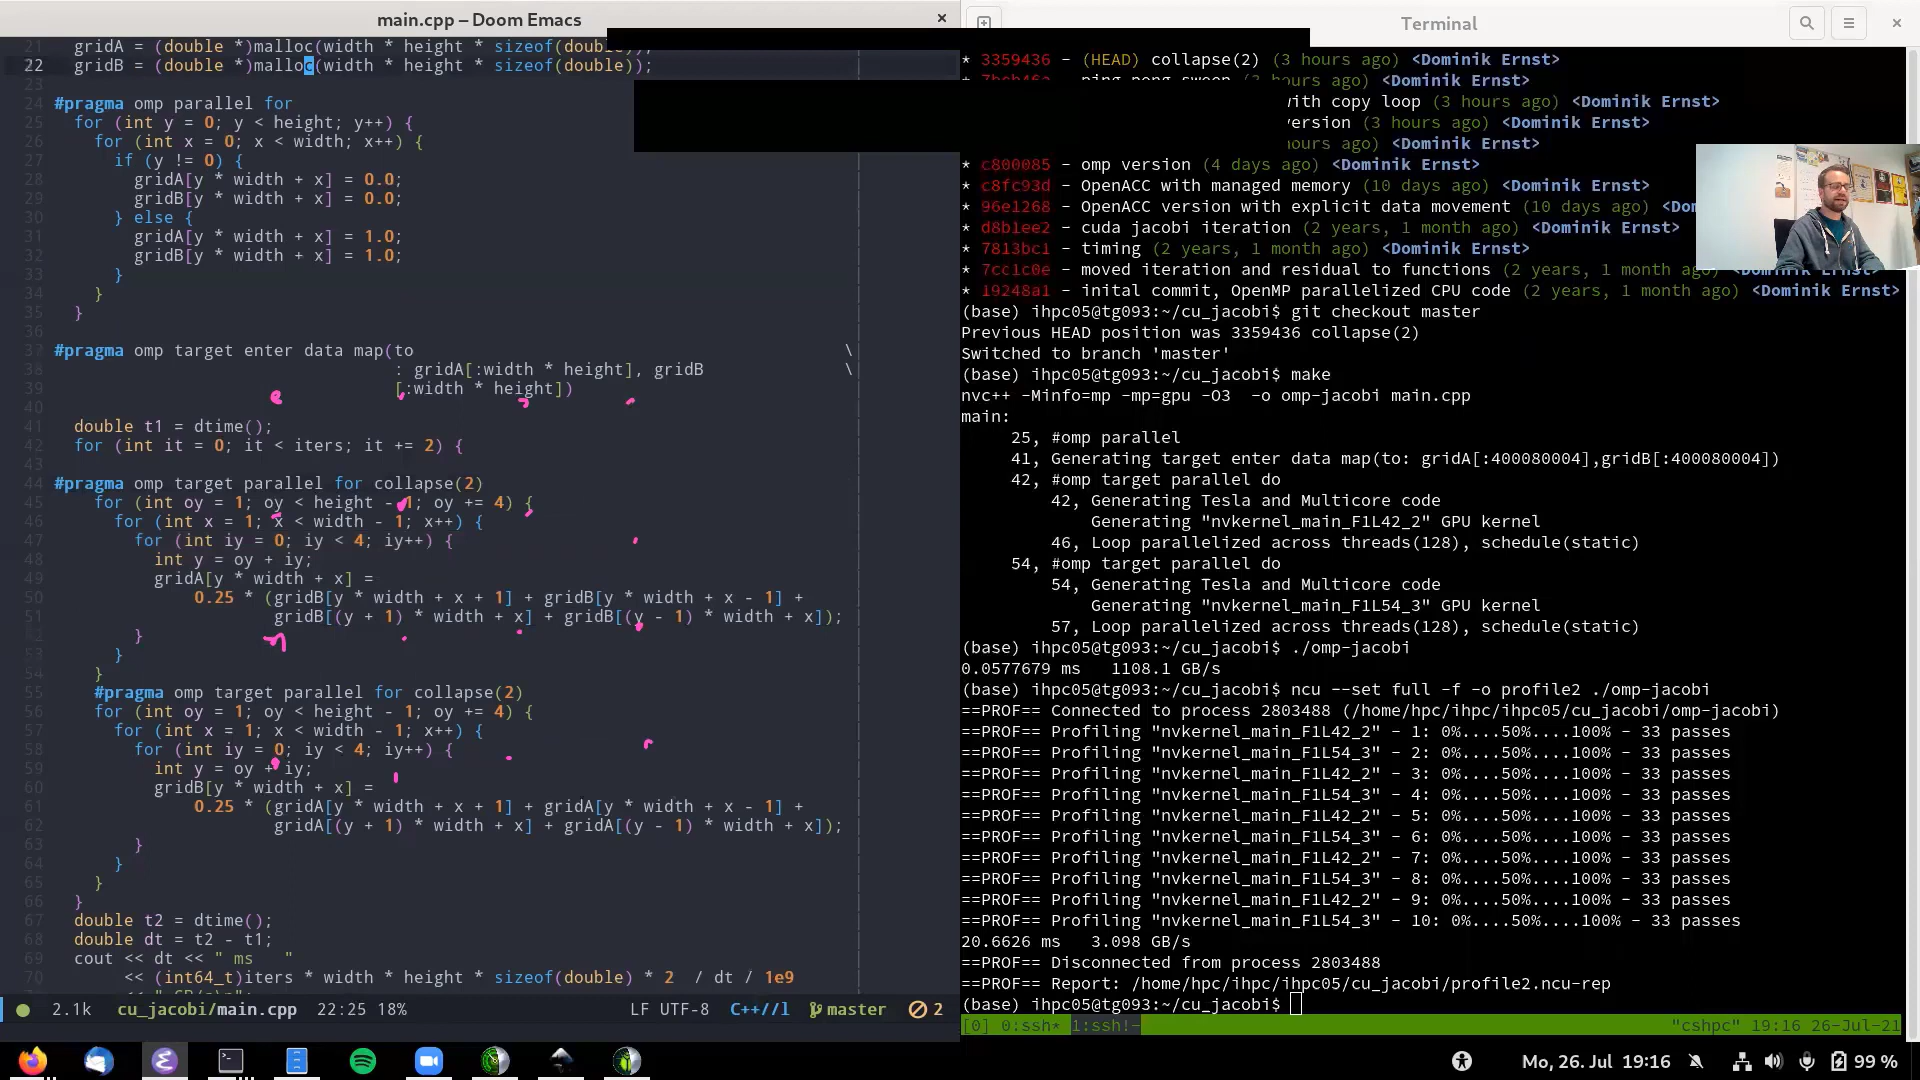 main.cpp – Doom Emacs
21 gridA = (double *)malloc(width * height * sizeof(double));
22 gridB = (double *)malloc(width * height * sizeof(double));
23
24 #pragma omp parallel for
25 for (int y = 0; y < height; y++) {
26 for (int x = 0; x < width; x++) {
27 if (y != 0) {
28 gridA[y * width + x] = 0.0;
29 gridB[y * width + x] = 0.0;
30 } else {
31 gridA[y * width + x] = 1.0;
32 gridB[y * width + x] = 1.0;
33 }
34 }
35 }
36
37 #pragma omp target enter data map(to \
38 : gridA[:width * height], gridB \
39 [:width * height])
40
41 double t1 = dtime();
42 for (int it = 0; it < iters; it += 2) {
43
44 #pragma omp target parallel for collapse(2)
45 for (int oy = 1; oy < height - 1; oy += 4) {
46 for (int x = 1; x < width - 1; x++) {
47 for (int iy = 0; iy < 4; iy++) {
48 int y = oy + iy;
49 gridA[y * width + x] =
50 0.25 * (gridB[y * width + x + 1] + gridB[y * width + x - 1] +
51 gridB[(y + 1) * width + x] + gridB[(y - 1) * width + x]);
52 }
53 }
54 }
55 #pragma omp target parallel for collapse(2)
56 for (int oy = 1; oy < height - 1; oy += 4) {
57 for (int x = 1; x < width - 1; x++) {
58 for (int iy = 0; iy < 4; iy++) {
59 int y = oy + iy;
60 gridB[y * width + x] =
61 0.25 * (gridA[y * width + x + 1] + gridA[y * width + x - 1] +
62 gridA[(y + 1) * width + x] + gridA[(y - 1) * width + x]);
63 }
64 }
65 }
66 }
67 double t2 = dtime();
68 double dt = t2 - t1;
69 cout << dt << " ms   "
70 << (int64_t)iters * width * height * sizeof(double) * 2 / dt / 1e9
2.1k cu_jacobi/main.cpp 22:25 18% LF UTF-8 C++//l master 2
Terminal
* 3359436 - (HEAD) collapse(2) (3 hours ago) <Dominik Ernst>
ping pong sweep (3 hours ago) <Dominik Ernst>
with copy loop (3 hours ago) <Dominik Ernst>
version (3 hours ago) <Dominik Ernst>
hours ago) <Dominik Ernst>
* c800085 - omp version (4 days ago) <Dominik Ernst>
* c8fc93d - OpenACC with managed memory (10 days ago) <Dominik Ernst>
* 96e1268 - OpenACC version with explicit data movement (10 days ago) <Dom
* d8b1ee2 - cuda jacobi iteration (2 years, 1 month ago) <Dominik Ernst>
* 7813bc1 - timing (2 years, 1 month ago) <Dominik Ernst>
* 7cc1c0e - moved iteration and residual to functions (2 years, 1 month ago) <Dominik Ernst>
* 19248a1 - inital commit, OpenMP parallelized CPU code (2 years, 1 month ago) <Dominik Ernst>
(base) ihpc05@tg093:~/cu_jacobi$ git checkout master
Previous HEAD position was 3359436 collapse(2)
Switched to branch 'master'
(base) ihpc05@tg093:~/cu_jacobi$ make
nvc++ -Minfo=mp -mp=gpu -O3  -o omp-jacobi main.cpp
main:
25, #omp parallel
41, Generating target enter data map(to: gridA[:400080004],gridB[:400080004])
42, #omp target parallel do
42, Generating Tesla and Multicore code
Generating "nvkernel_main_F1L42_2" GPU kernel
46, Loop parallelized across threads(128), schedule(static)
54, #omp target parallel do
54, Generating Tesla and Multicore code
Generating "nvkernel_main_F1L54_3" GPU kernel
57, Loop parallelized across threads(128), schedule(static)
(base) ihpc05@tg093:~/cu_jacobi$ ./omp-jacobi
0.0577679 ms   1108.1 GB/s
(base) ihpc05@tg093:~/cu_jacobi$ ncu --set full -f -o profile2 ./omp-jacobi
==PROF== Connected to process 2803488 (/home/hpc/ihpc/ihpc05/cu_jacobi/omp-jacobi)
==PROF== Profiling "nvkernel_main_F1L42_2" - 1: 0%....50%....100% - 33 passes
==PROF== Profiling "nvkernel_main_F1L54_3" - 2: 0%....50%....100% - 33 passes
==PROF== Profiling "nvkernel_main_F1L42_2" - 3: 0%....50%....100% - 33 passes
==PROF== Profiling "nvkernel_main_F1L54_3" - 4: 0%....50%....100% - 33 passes
==PROF== Profiling "nvkernel_main_F1L42_2" - 5: 0%....50%....100% - 33 passes
==PROF== Profiling "nvkernel_main_F1L54_3" - 6: 0%....50%....100% - 33 passes
==PROF== Profiling "nvkernel_main_F1L42_2" - 7: 0%....50%....100% - 33 passes
==PROF== Profiling "nvkernel_main_F1L54_3" - 8: 0%....50%....100% - 33 passes
==PROF== Profiling "nvkernel_main_F1L42_2" - 9: 0%....50%....100% - 33 passes
==PROF== Profiling "nvkernel_main_F1L54_3" - 10: 0%....50%....100% - 33 passes
20.6626 ms   3.098 GB/s
==PROF== Disconnected from process 2803488
==PROF== Report: /home/hpc/ihpc/ihpc05/cu_jacobi/profile2.ncu-rep
(base) ihpc05@tg093:~/cu_jacobi$
[0] 0:ssh* 1:ssh!- "cshpc" 19:16 26-Jul-21
Mo, 26. Jul 19:16 99 %